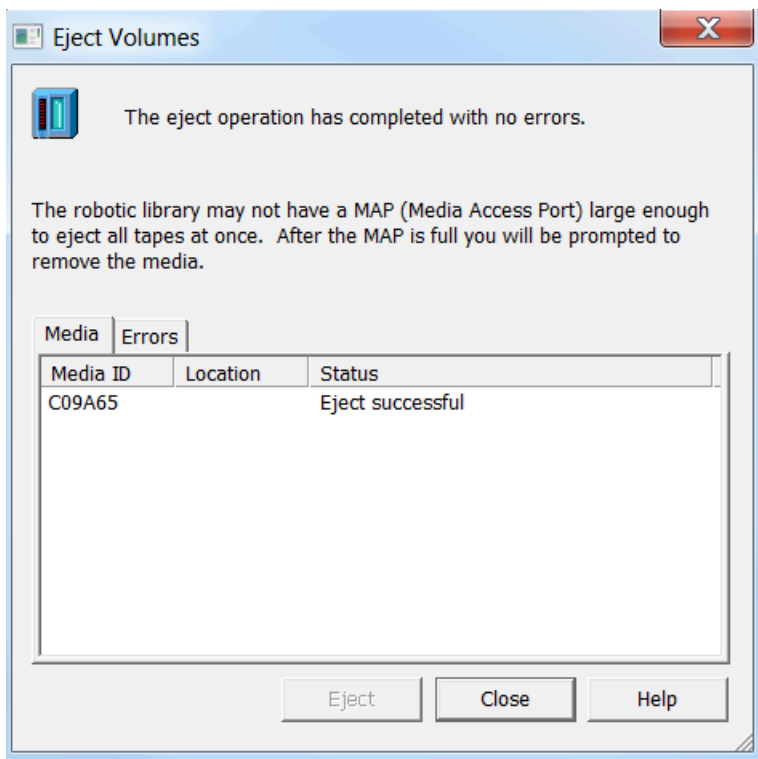 Eject Volumes
The eject operation has completed with no errors.
The robotic library may not have a MAP (Media Access Port) large enough
to eject all tapes at once.  After the MAP is full you will be prompted to
remove the media.
Media Errors
Media ID Location Status
C09A65 Eject successful
Eject Close Help